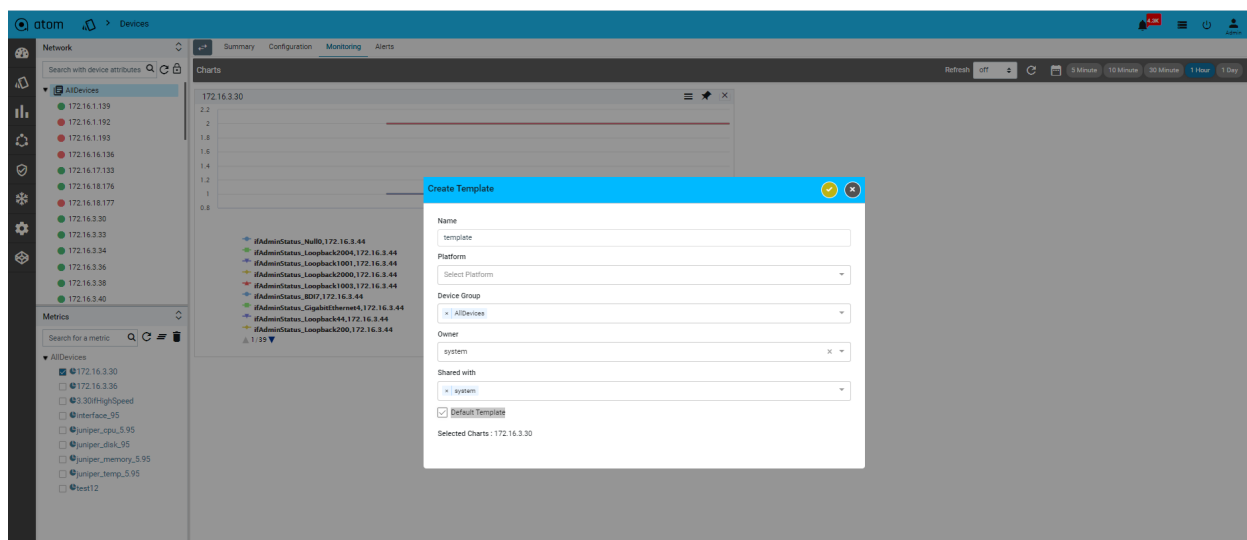 atom > Devices
4.3K
Admin
Network
Search with device attributes
AllDevices
172.16.1.139
172.16.1.192
172.16.1.193
172.16.16.136
172.16.17.133
172.16.18.176
172.16.18.177
172.16.3.30
172.16.3.33
172.16.3.34
172.16.3.36
172.16.3.38
172.16.3.40
Metrics
Search for a metric
AllDevices
172.16.3.30
172.16.3.36
3.30ifHighSpeed
Interface_95
juniper_cpu_5.95
juniper_disk_95
juniper_memory_5.95
juniper_temp_5.95
test12
Summary Configuration Monitoring Alerts
Charts
Refresh off 5 Minute 10 Minute 30 Minute 1 Hour 1 Day
172.16.3.30
2.2
2
1.8
1.6
1.4
1.2
1
0.8
ifAdminStatus_Null0,172.16.3.44
ifAdminStatus_Loopback2004,172.16.3.44
ifAdminStatus_Loopback1001,172.16.3.44
ifAdminStatus_Loopback2000,172.16.3.44
ifAdminStatus_Loopback1003,172.16.3.44
ifAdminStatus_BDI7,172.16.3.44
ifAdminStatus_GigabitEthernet4,172.16.3.44
ifAdminStatus_Loopback44,172.16.3.44
ifAdminStatus_Loopback200,172.16.3.44
1/39
Create Template
Name
template
Platform
Select Platform
Device Group
× AllDevices
Owner
system
Shared with
× system
Default Template
Selected Charts : 172.16.3.30